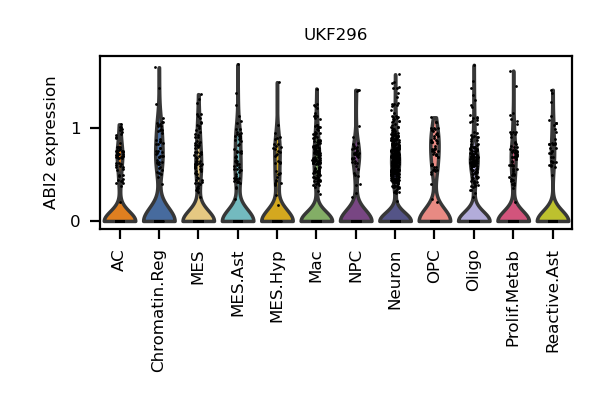 UKF296
ABI2 expression
1
0
AC
Chromatin.Reg
MES
MES.Ast
MES.Hyp
Mac
NPC
Neuron
OPC
Oligo
Prolif.Metab
Reactive.Ast